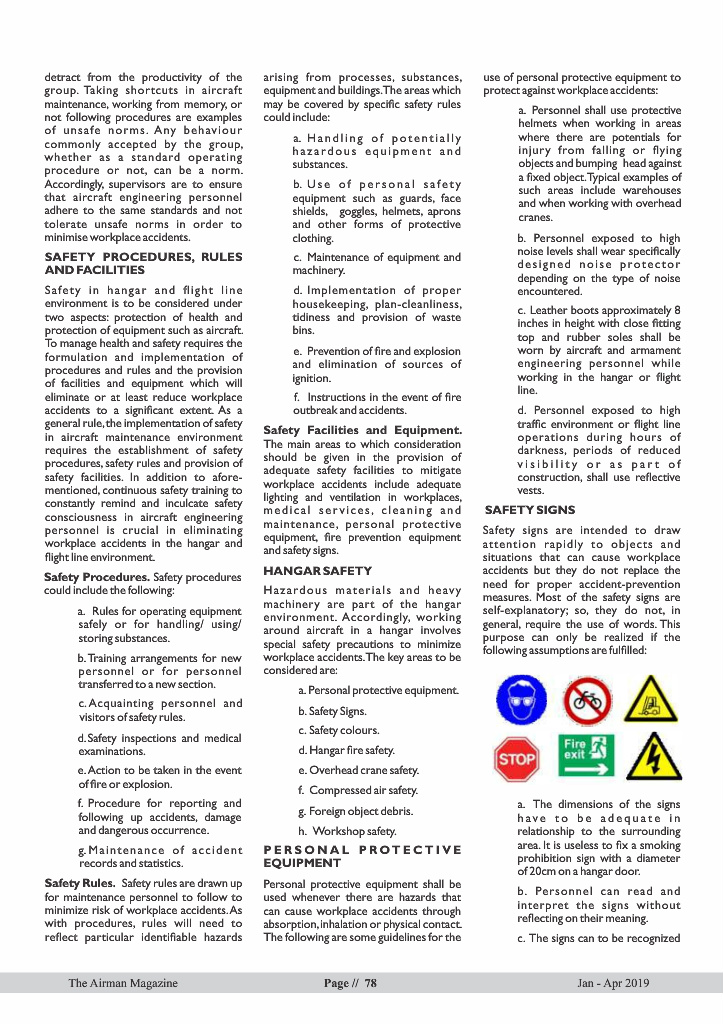 detract from the productivity of the
group. Taking shortcuts in aircraft
maintenance, working from memory, or
not following procedures are examples
of unsafe norms. Any behaviour
commonly accepted by the group,
whether as a standard operating
procedure or not, can be a norm.
Accordingly, supervisors are to ensure
that aircraft engineering personnel
adhere to the same standards and not
tolerate unsafe norms in order to
minimise workplace accidents.
SAFETY PROCEDURES, RULES
AND FACILITIES
Safety in hangar and flight line
environment is to be considered under
two aspects: protection of health and
protection of equipment such as aircraft.
To manage health and safety requires the
formulation and implementation of
procedures and rules and the provision
of facilities and equipment which will
eliminate or at least reduce workplace
accidents to a significant extent. As a
general rule, the implementation of safety
in aircraft maintenance environment
requires the establishment of safety
procedures, safety rules and provision of
safety facilities. In addition to afore-
mentioned, continuous safety training to
constantly remind and inculcate safety
consciousness in aircraft engineering
personnel is crucial in eliminating
workplace accidents in the hangar and
flight line environment.
Safety Procedures. Safety procedures
could include the following:
a. Rules for operating equipment
safely or for handling/ using/
storing substances.
b. Training arrangements for new
personnel or for personnel
transferred to a new section.
c. Acquainting personnel and
visitors of safety rules.
d. Safety inspections and medical
examinations.
e. Action to be taken in the event
of fire or explosion.
f. Procedure for reporting and
following up accidents, damage
and dangerous occurrence.
g. Maintenance of accident
records and statistics.
Safety Rules. Safety rules are drawn up
for maintenance personnel to follow to
minimize risk of workplace accidents. As
with procedures, rules will need to
reflect particular identifiable hazards
arising from processes, substances,
equipment and buildings. The areas which
may be covered by specific safety rules
could include:
a. Handling of potentially
hazardous equipment and
substances.
b. Use of personal safety
equipment such as guards, face
shields, goggles, helmets, aprons
and other forms of protective
clothing.
c. Maintenance of equipment and
machinery.
d. Implementation of proper
housekeeping, plan-cleanliness,
tidiness and provision of waste
bins.
e. Prevention of fire and explosion
and elimination of sources of
ignition.
f. Instructions in the event of fire
outbreak and accidents.
Safety Facilities and Equipment.
The main areas to which consideration
should be given in the provision of
adequate safety facilities to mitigate
workplace accidents include adequate
lighting and ventilation in workplaces,
medical services, cleaning and
maintenance, personal protective
equipment, fire prevention equipment
and safety signs.
HANGAR SAFETY
Hazardous materials and heavy
machinery are part of the hangar
environment. Accordingly, working
around aircraft in a hangar involves
special safety precautions to minimize
workplace accidents. The key areas to be
considered are:
a. Personal protective equipment.
b. Safety Signs.
c. Safety colours.
d. Hangar fire safety.
e. Overhead crane safety.
f. Compressed air safety.
g. Foreign object debris.
h. Workshop safety.
PERSONAL PROTECTIVE
EQUIPMENT
Personal protective equipment shall be
used whenever there are hazards that
can cause workplace accidents through
absorption, inhalation or physical contact.
The following are some guidelines for the
use of personal protective equipment to
protect against workplace accidents:
a. Personnel shall use protective
helmets when working in areas
where there are potentials for
injury from falling or flying
objects and bumping head against
a fixed object. Typical examples of
such areas include warehouses
and when working with overhead
cranes.
b. Personnel exposed to high
noise levels shall wear specifically
designed noise protector
depending on the type of noise
encountered.
c. Leather boots approximately 8
inches in height with close fitting
top and rubber soles shall be
worn by aircraft and armament
engineering personnel while
working in the hangar or flight
line.
d. Personnel exposed to high
traffic environment or flight line
operations during hours of
darkness, periods of reduced
visibility or as part of
construction, shall use reflective
vests.
SAFETY SIGNS
Safety signs are intended to draw
attention rapidly to objects and
situations that can cause workplace
accidents but they do not replace the
need for proper accident-prevention
measures. Most of the safety signs are
self-explanatory; so, they do not, in
general, require the use of words. This
purpose can only be realized if the
following assumptions are fulfilled:
STOP
Fire
exit
a. The dimensions of the signs
have to be adequate in
relationship to the surrounding
area. It is useless to fix a smoking
prohibition sign with a diameter
of 20cm on a hangar door.
b. Personnel can read and
interpret the signs without
reflecting on their meaning.
c. The signs can to be recognized
The Airman Magazine
Page // 78
Jan - Apr 2019